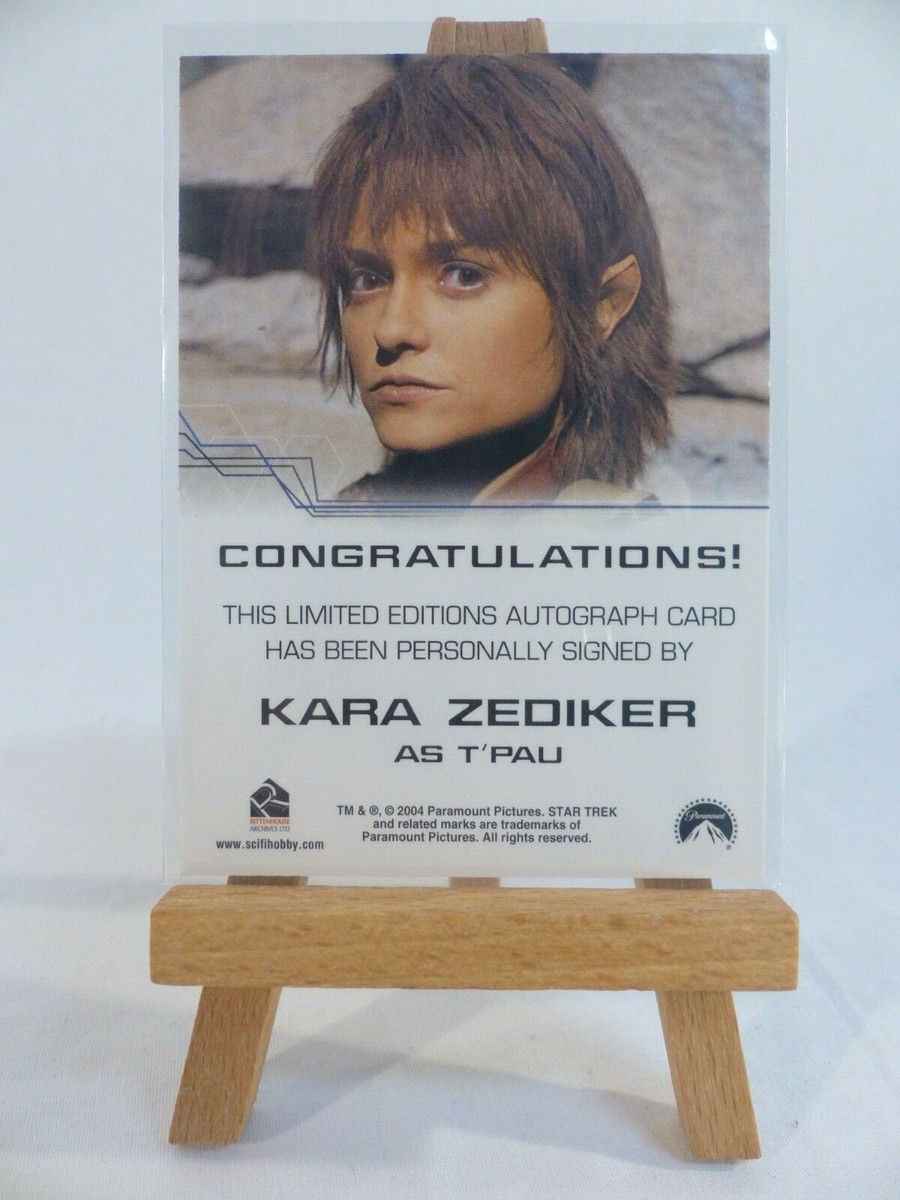 CONGRATULATIONS!
THIS LIMITED EDITIONS AUTOGRAPH CARD
HAS BEEN PERSONALLY SIGNED BY
KARA ZEDIKER
AS T'PAU
RITTENHOUSE
ARCHIVES LTD
www.scifihobby.com
TM & ®, © 2004 Paramount Pictures. STAR TREK
and related marks are trademarks of
Paramount Pictures. All rights reserved.
Paramount
®